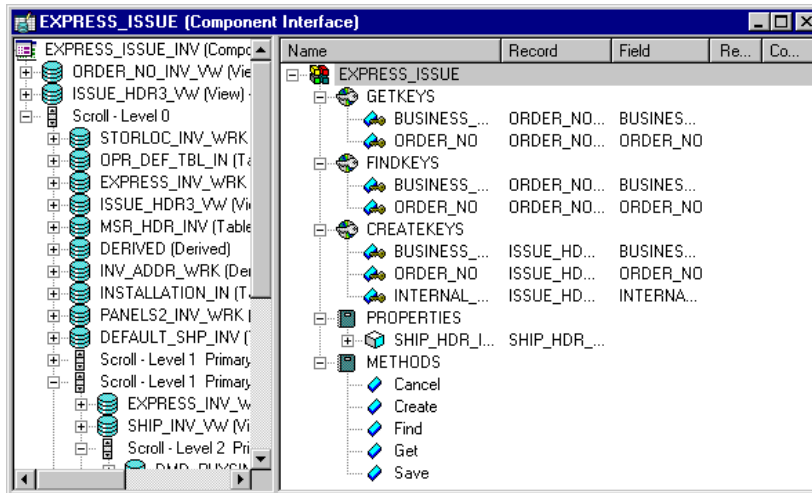 EXPRESS_ISSUE (Component Interface)
EXPRESS_ISSUE_INV (Compo
ORDER_NO_INV_VW (Vie
ISSUE_HDR3_VW (View) -
Scroll - Level 0
STORLOC_INV_WRK
OPR_DEF_TBL_IN (Ta
EXPRESS_INV_WRK
ISSUE_HDR3_VW (Vi
MSR_HDR_INV (Table
DERIVED (Derived)
INV_ADDR_WRK (Der
INSTALLATION_IN (T
PANELS2_INV_WRK (
DEFAULT_SHP_INV (
Scroll - Level 1 Primary
Scroll - Level 1 Primary
EXPRESS_INV_W
SHIP_INV_VW (Vi
Scroll - Level 2 Pri
DMD_PHYSIN
Name Record Field Re... Co...
EXPRESS_ISSUE
GETKEYS
BUSINESS_... ORDER_NO... BUSINES...
ORDER_NO ORDER_NO... ORDER_NO
FINDKEYS
BUSINESS_... ORDER_NO... BUSINES...
ORDER_NO ORDER_NO... ORDER_NO
CREATEKEYS
BUSINESS_... ISSUE_HD... BUSINES...
ORDER_NO ISSUE_HD... ORDER_NO
INTERNAL_... ISSUE_HD... INTERNA...
PROPERTIES
SHIP_HDR_I... SHIP_HDR_...
METHODS
Cancel
Create
Find
Get
Save